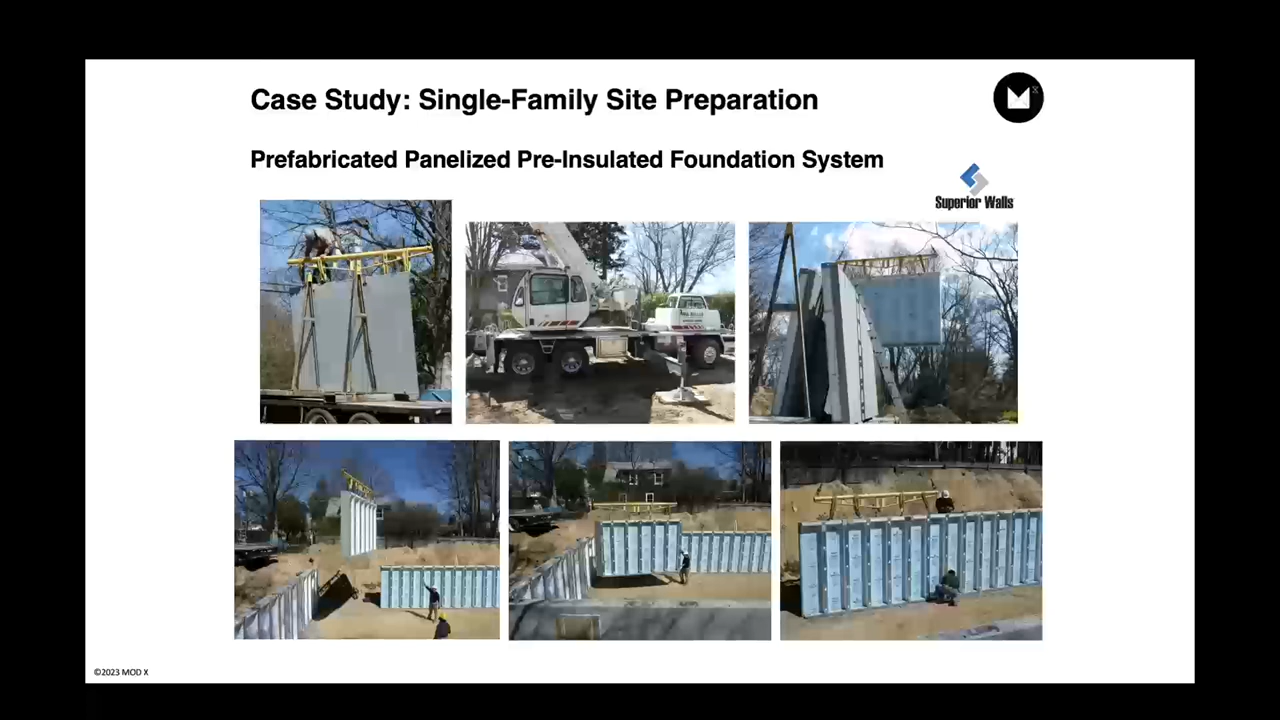 Case Study: Single-Family Site Preparation
Prefabricated Panelized Pre-Insulated Foundation System
Superior Walls
©2023 MOD X